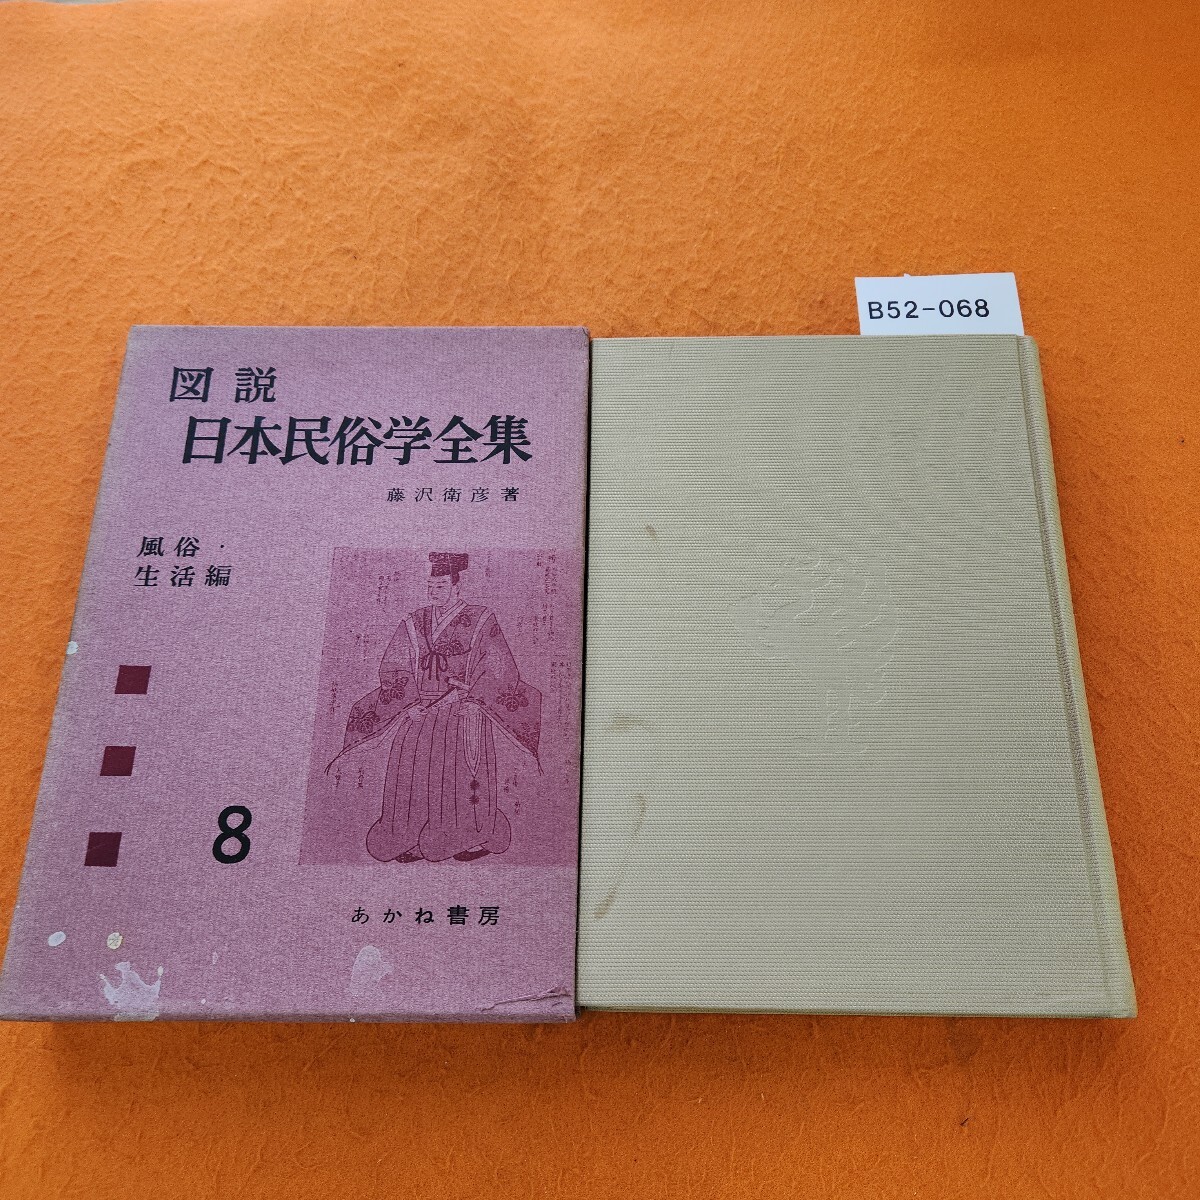 図説
日本民俗学全集
藤沢衛彦著
風俗・
生活編
8
あかね書房
B52-068